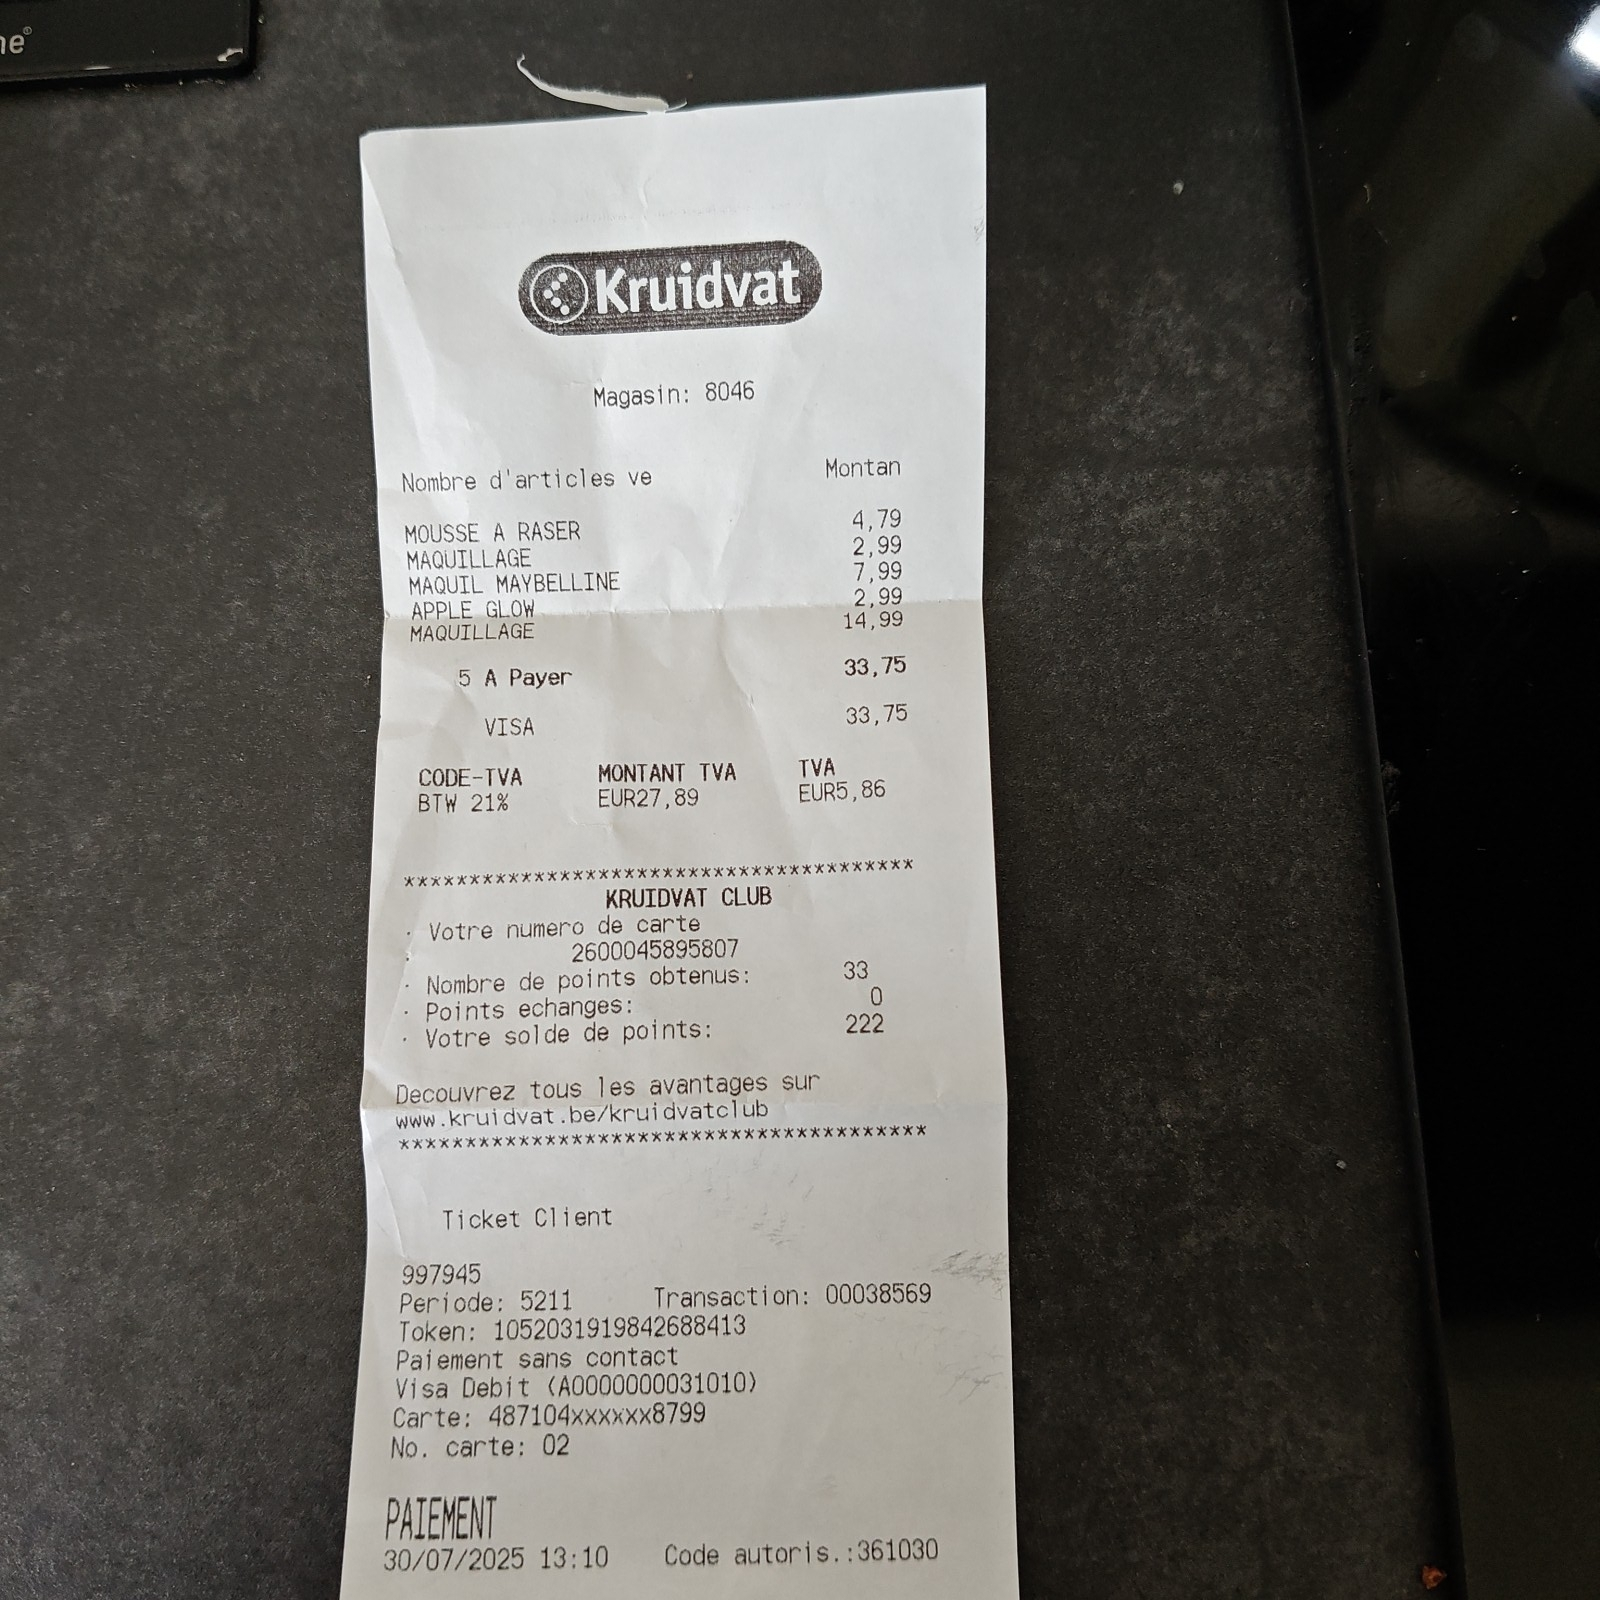 ne®
Kruidvat
Magasin: 8046
Nombre d'articles ve Montan
MOUSSE A RASER 4,79
MAQUILLAGE 2,99
MAQUIL MAYBELLINE 7,99
APPLE GLOW 2,99
MAQUILLAGE 14,99
5 A Payer 33,75
VISA 33,75
CODE-TVA MONTANT TVA TVA
BTW 21% EUR27,89 EUR5,86
***************************************
KRUIDVAT CLUB
· Votre numero de carte
: 2600045895807
· Nombre de points obtenus: 33
· Points echanges: 0
· Votre solde de points: 222
Decouvrez tous les avantages sur
www.kruidvat.be/kruidvatclub
****************************************
Ticket Client
997945
Periode: 5211 Transaction: 00038569
Token: 1052031919842688413
Paiement sans contact
Visa Debit (A0000000031010)
Carte: 487104xxxxxx8799
No. carte: 02
PAIEMENT
30/07/2025 13:10 Code autoris.:361030